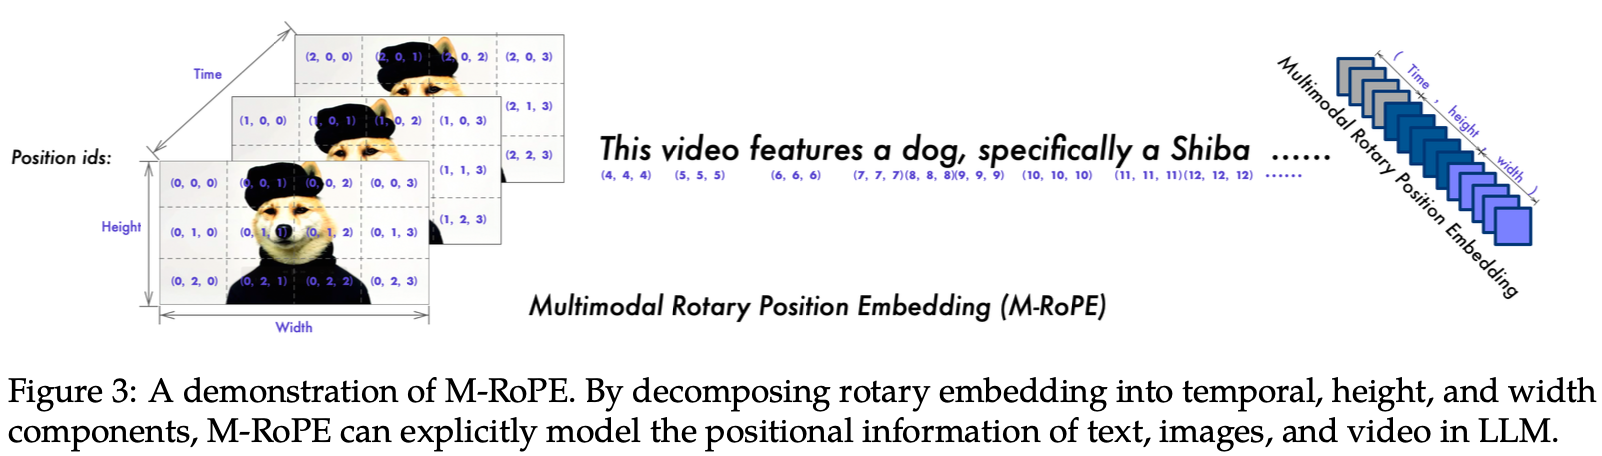 Time
(2, 0, 0) (2, 0, 1) (2, 0, 2) (2, 0, 3)
(2, 1, 3)
(2, 2, 3)
(1, 0, 0) (1, 0, 1) (1, 0, 2) (1, 0, 3)
(1, 1, 3)
(1, 2, 3)
Position ids:
Height
(0, 0, 0) (0, 0, 1) (0, 0, 2) (0, 0, 3)
(0, 1, 0) (0, 1, 1) (0, 1, 2) (0, 1, 3)
(0, 2, 0) (0, 2, 1) (0, 2, 2) (0, 2, 3)
Width
This video features a dog, specifically a Shiba ......
(4, 4, 4) (5, 5, 5) (6, 6, 6) (7, 7, 7) (8, 8, 8) (9, 9, 9) (10, 10, 10) (11, 11, 11) (12, 12, 12) ......
( Time , height , width )
Multimodal Rotary Position Embedding
Multimodal Rotary Position Embedding (M-RoPE)
Figure 3: A demonstration of M-RoPE. By decomposing rotary embedding into temporal, height, and width
components, M-RoPE can explicitly model the positional information of text, images, and video in LLM.